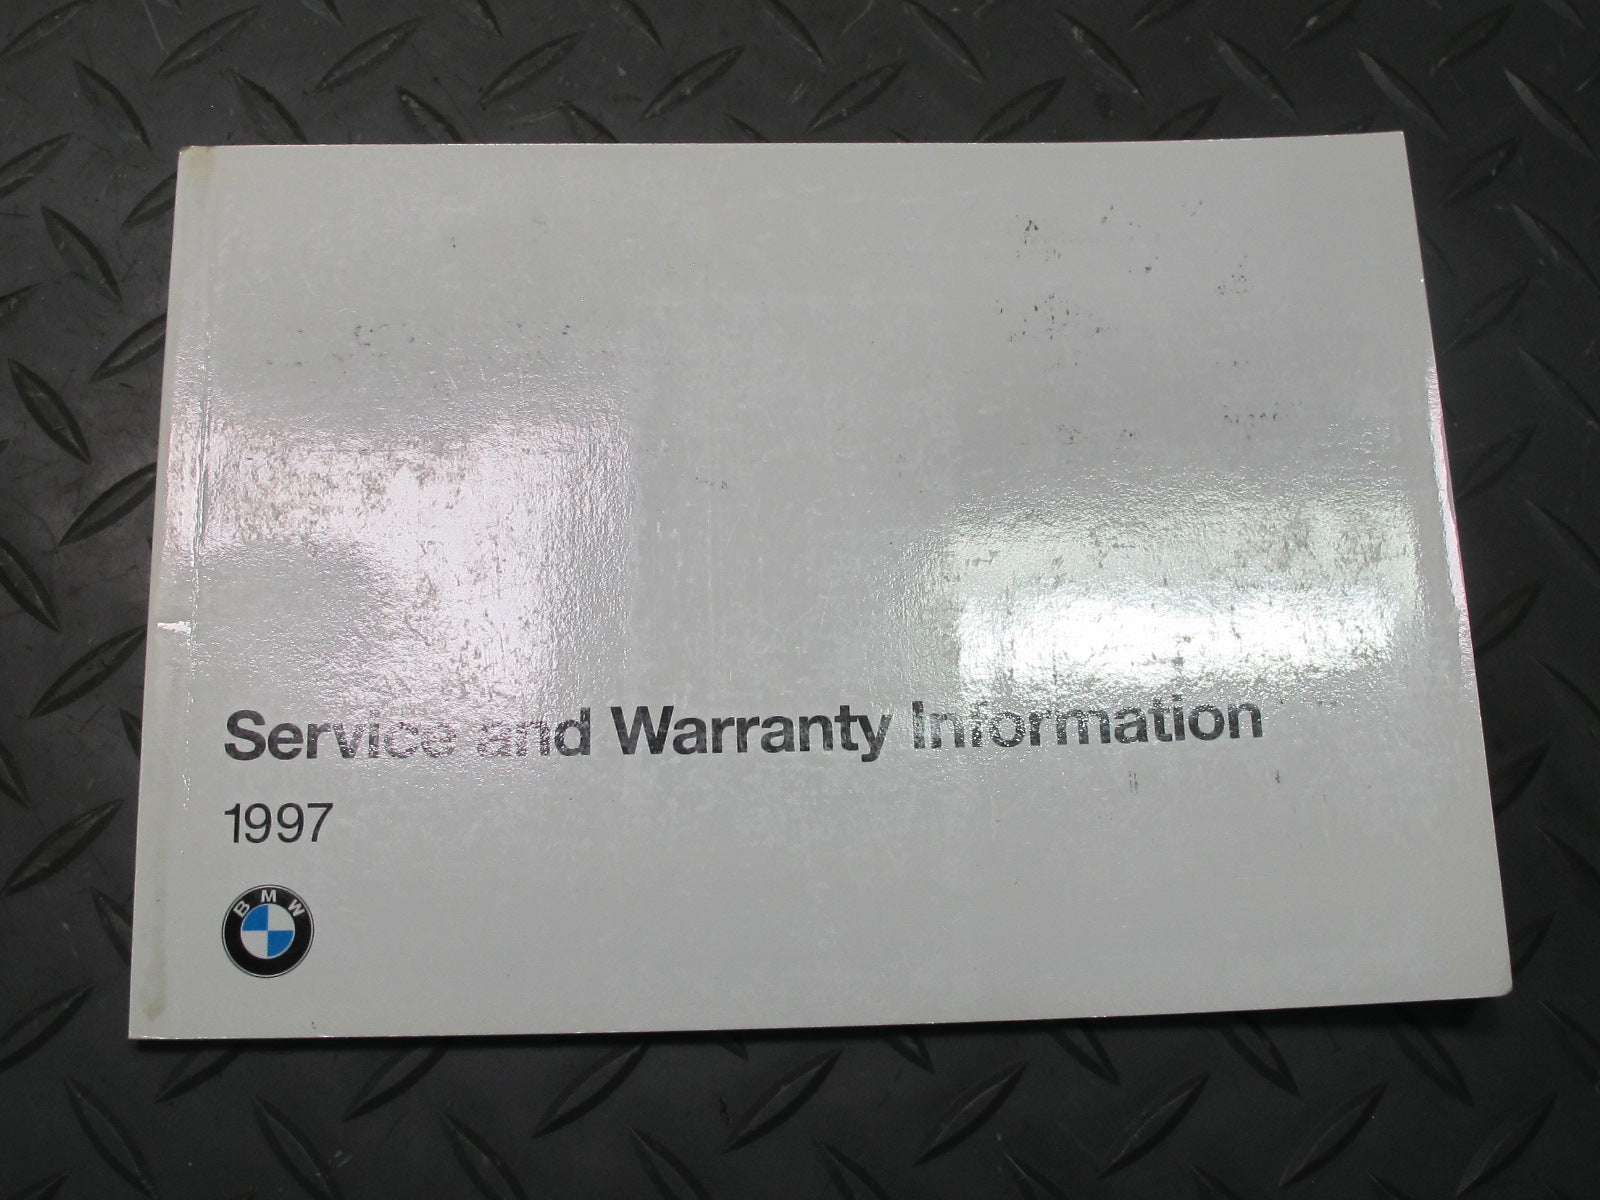 Service and Warranty Information
1997
BMW